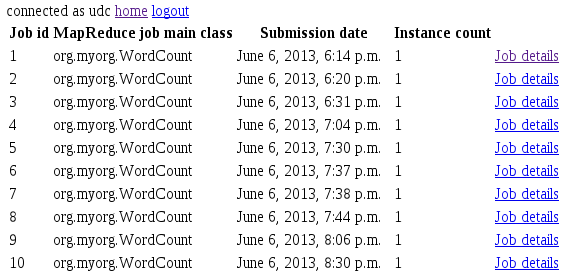 connected as udc home logout
Job id MapReduce job main class Submission date Instance count
1 org.myorg.WordCount June 6, 2013, 6:14 p.m. 1 Job details
2 org.myorg.WordCount June 6, 2013, 6:20 p.m. 1 Job details
3 org.myorg.WordCount June 6, 2013, 6:31 p.m. 1 Job details
4 org.myorg.WordCount June 6, 2013, 7:04 p.m. 1 Job details
5 org.myorg.WordCount June 6, 2013, 7:30 p.m. 1 Job details
6 org.myorg.WordCount June 6, 2013, 7:37 p.m. 1 Job details
7 org.myorg.WordCount June 6, 2013, 7:38 p.m. 1 Job details
8 org.myorg.WordCount June 6, 2013, 7:44 p.m. 1 Job details
9 org.myorg.WordCount June 6, 2013, 8:06 p.m. 1 Job details
10 org.myorg.WordCount June 6, 2013, 8:30 p.m. 1 Job details